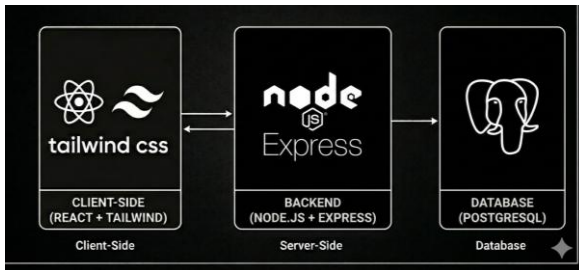 tailwind css
CLIENT-SIDE
(REACT + TAILWIND)
Client-Side
node
JS
Express
BACKEND
(NODE.JS + EXPRESS)
Server-Side
DATABASE
(POSTGRESQL)
Database